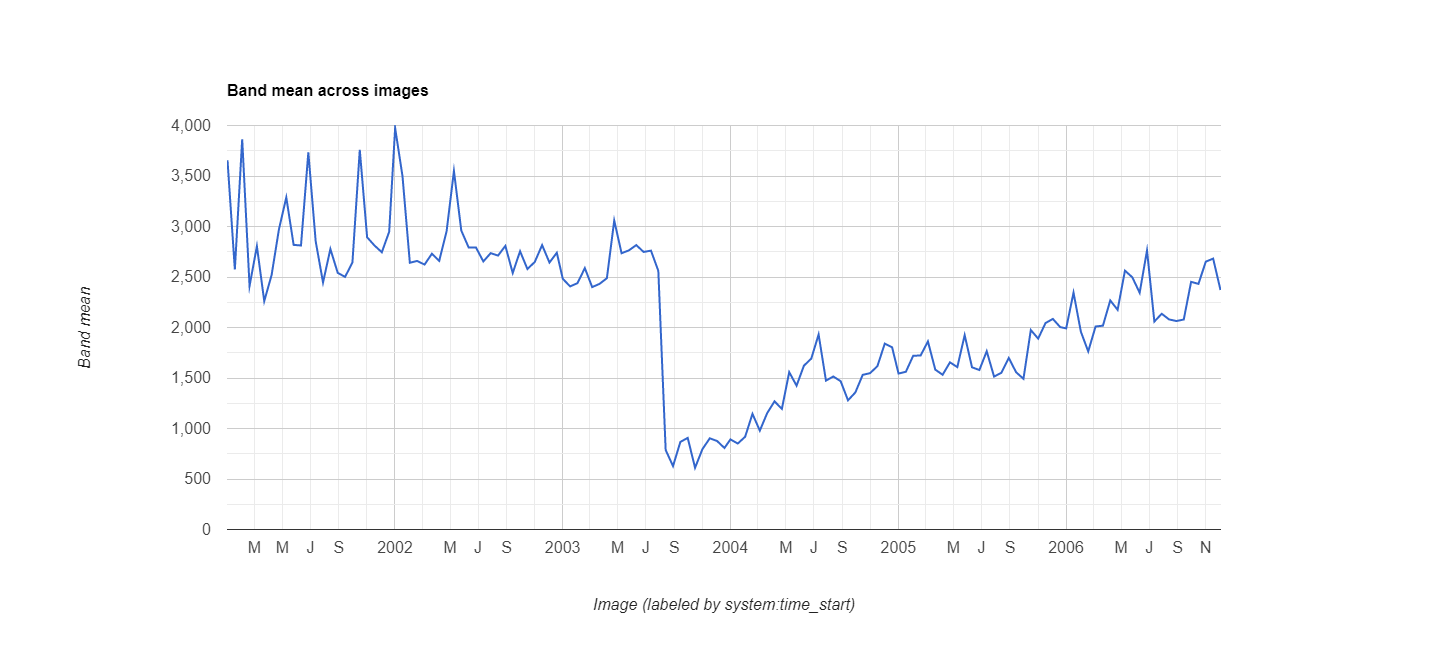 Band mean across images
4,000
3,500
3,000
2,500
2,000
1,500
1,000
500
0
Band mean
M M J S 2002 M J S 2003 M J S 2004 M J S 2005 M J S 2006 M J S N
Image (labeled by system:time_start)